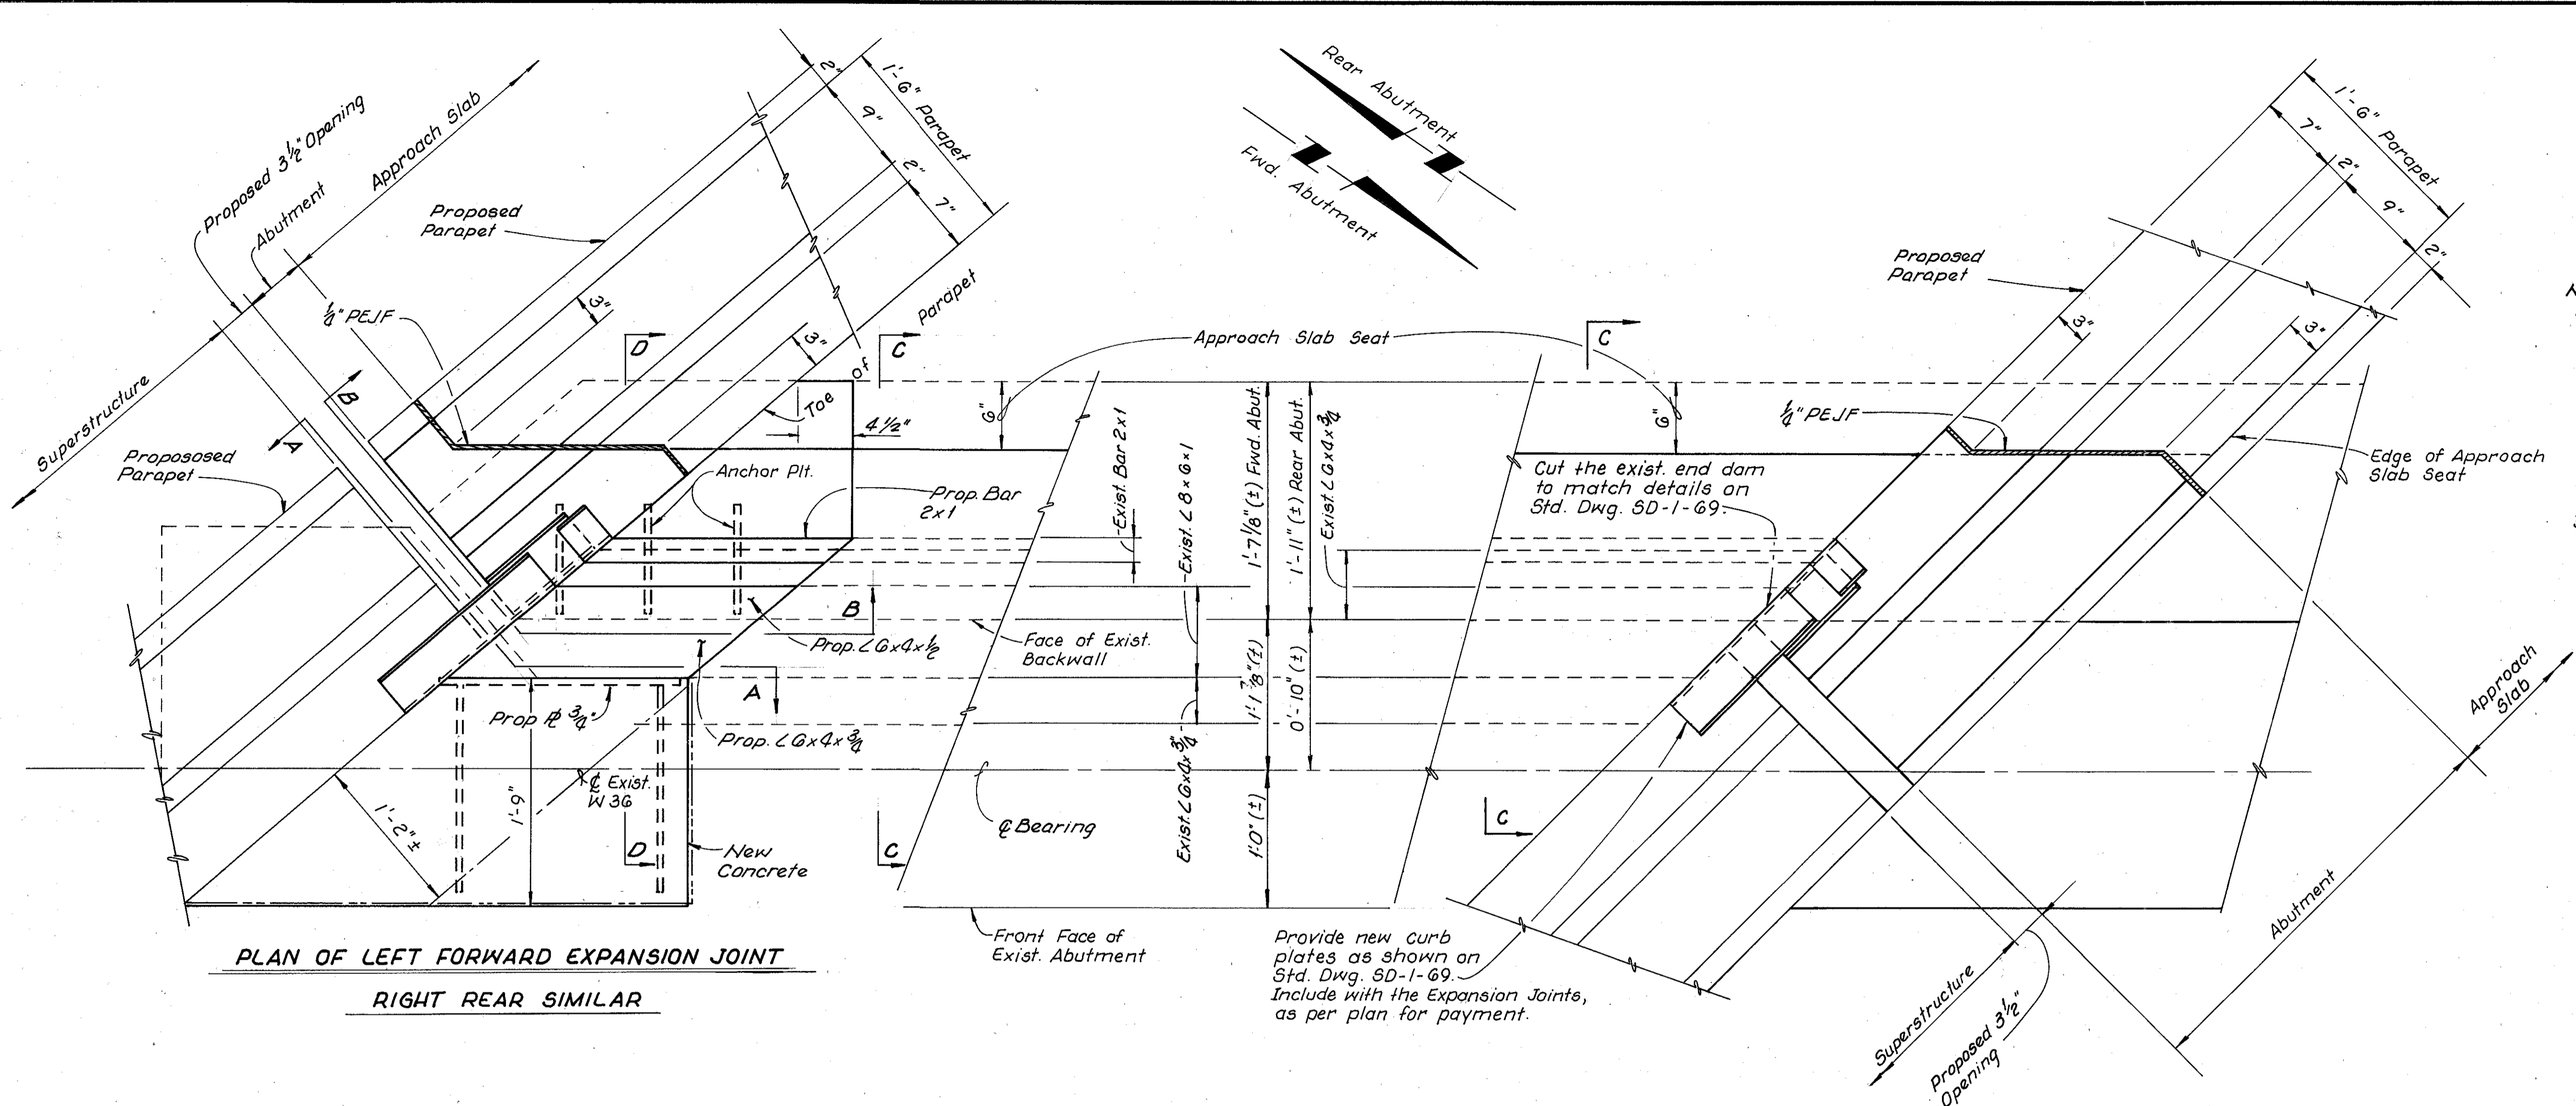 Rear Abutment
Fwd. Abutment
2"
9"
2"
7"
1'-6" Parapet
Proposed 3½" Opening
Abutment
Approach Slab
Superstructure
Proposed
Parapet
¼" PEJF
3"
3"
Toe of Parapet
D
C
B
A
Propososed
Parapet
4½"
6"
Approach Slab Seat
Anchor Plt.
Prop. Bar
2x1
B
Prop. ∠6x4x½
A
Prop. ∠6x4x¾
Prop ℙ ¾"
℄ Exist.
W 36
1'-9"
1'-2"±
D
New
Concrete
C
Face of Exist.
Backwall
℄ Bearing
Front Face of
Exist. Abutment
Exist. Bar 2x1
Exist. ∠8x6x1
Exist. ∠6x4x¾
1'-7⅛"(±) Fwd. Abut.
1'-11"(±) Rear Abut.
Exist. ∠6x4x¾
1'-1⅞"(±)
0'-10"(±)
1'-0"(±)
C
6"
¼" PEJF
Cut the exist. end dam
to match details on
Std. Dwg. SD-1-69.
C
Provide new curb
plates as shown on
Std. Dwg. SD-1-69.
Include with the Expansion Joints,
as per plan for payment.
Proposed
Parapet
1'-6" Parapet
7"
2"
9"
2"
3"
3"
Edge of Approach
Slab Seat
Approach
Slab
Abutment
Superstructure
Proposed 3½"
Opening
PLAN OF LEFT FORWARD EXPANSION JOINT
RIGHT REAR SIMILAR